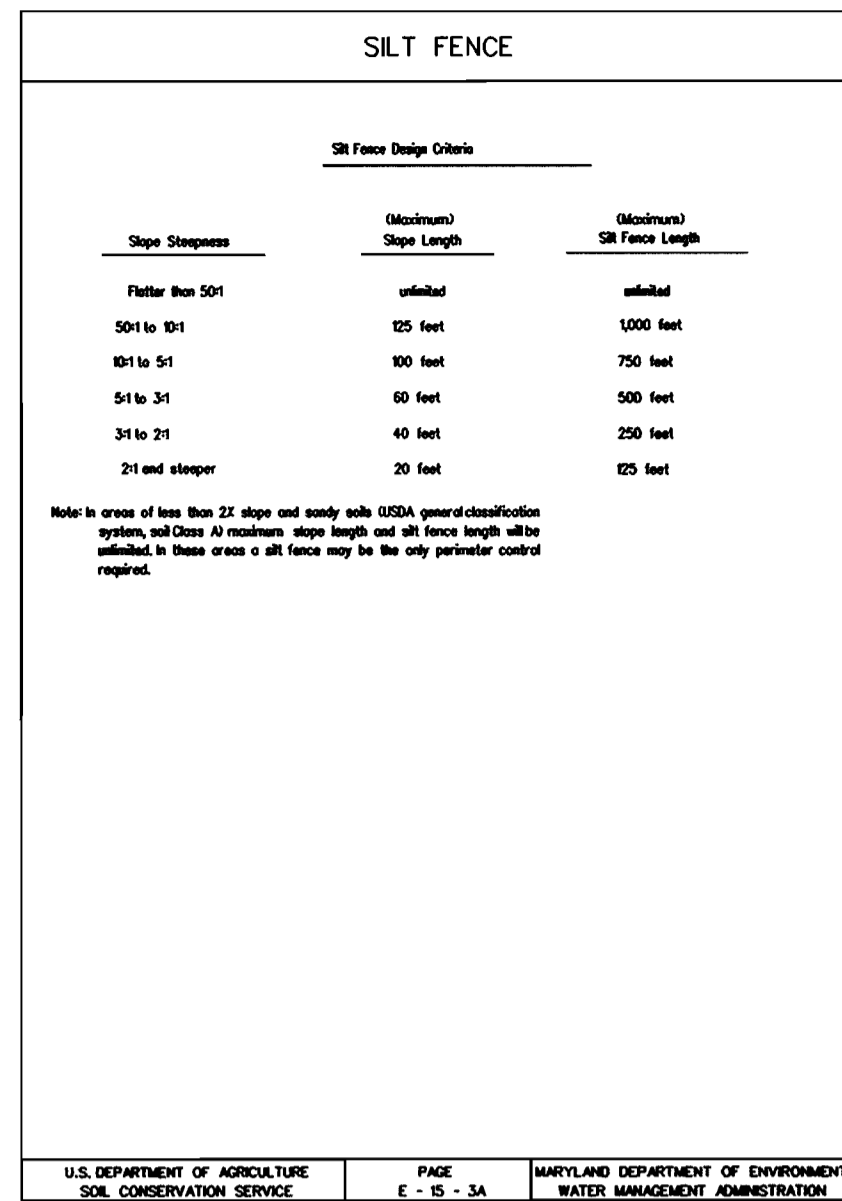 SILT FENCE
Silt Fence Design Criteria
Slope Steepness (Maximum) Slope Length (Maximum) Silt Fence Length
Flatter than 50:1 unlimited unlimited
50:1 to 10:1 125 feet 1,000 feet
10:1 to 5:1 100 feet 750 feet
5:1 to 3:1 60 feet 500 feet
3:1 to 2:1 40 feet 250 feet
2:1 and steeper 20 feet 125 feet
Note: In areas of less than 2% slope and sandy soils (USDA general classification
system, soil Class A) maximum slope length and silt fence length will be
unlimited. In these areas a silt fence may be the only perimeter control
required.
U.S. DEPARTMENT OF AGRICULTURE PAGE MARYLAND DEPARTMENT OF ENVIRONMENT
SOIL CONSERVATION SERVICE E - 15 - 3A WATER MANAGEMENT ADMINISTRATION